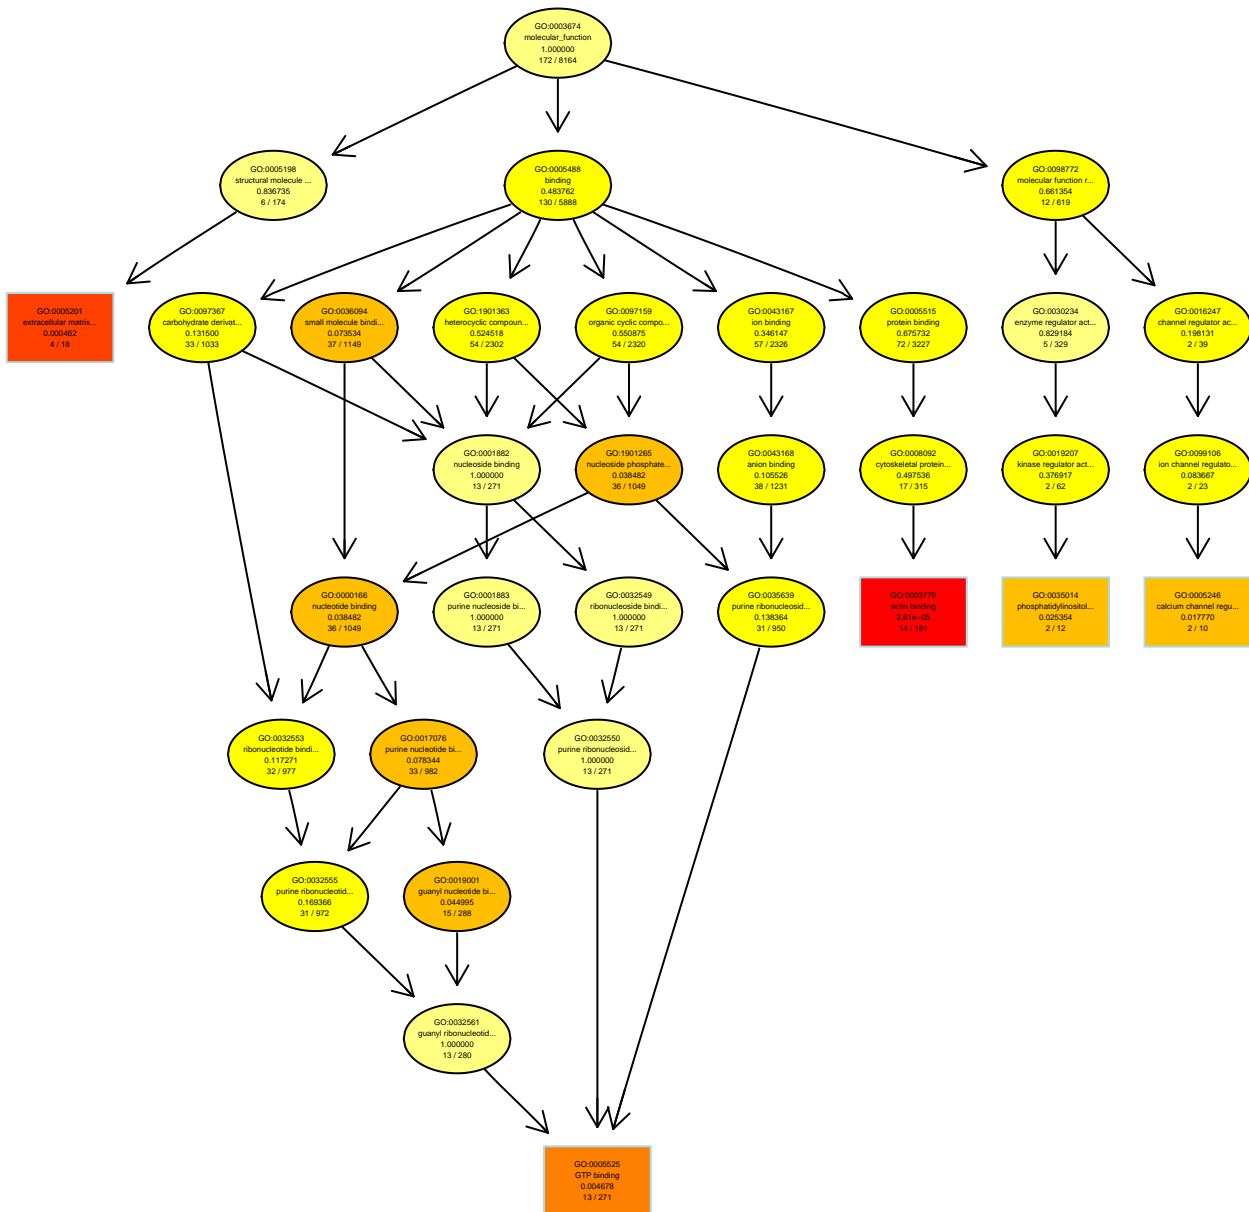 GO:0003674
molecular_function
1.000000
172 / 8164
GO:0005198
structural molecule ...
0.836735
6 / 174
GO:0005488
binding
0.483762
130 / 5888
GO:0098772
molecular function r...
0.661354
12 / 619
GO:0005201
extracellular matrix...
0.000462
4 / 18
GO:0097367
carbohydrate derivat...
0.131500
33 / 1033
GO:0036094
small molecule bindi...
0.073534
37 / 1149
GO:1901363
heterocyclic compoun...
0.524518
54 / 2302
GO:0097159
organic cyclic compo...
0.550875
54 / 2320
GO:0043167
ion binding
0.346147
57 / 2326
GO:0005515
protein binding
0.675732
72 / 3227
GO:0030234
enzyme regulator act...
0.829184
5 / 329
GO:0016247
channel regulator ac...
0.198131
2 / 39
GO:0001882
nucleoside binding
1.000000
13 / 271
GO:1901265
nucleoside phosphate...
0.038482
36 / 1049
GO:0043168
anion binding
0.105526
38 / 1231
GO:0008092
cytoskeletal protein...
0.497536
17 / 315
GO:0019207
kinase regulator act...
0.376917
2 / 62
GO:0099106
ion channel regulato...
0.083667
2 / 23
GO:0000166
nucleotide binding
0.038482
36 / 1049
GO:0001883
purine nucleoside bi...
1.000000
13 / 271
GO:0032549
ribonucleoside bindi...
1.000000
13 / 271
GO:0035639
purine ribonucleosid...
0.138364
31 / 950
GO:0003779
actin binding
2.61e−05
14 / 181
GO:0035014
phosphatidylinositol...
0.025354
2 / 12
GO:0005246
calcium channel regu...
0.017770
2 / 10
GO:0032553
ribonucleotide bindi...
0.117271
32 / 977
GO:0017076
purine nucleotide bi...
0.078344
33 / 982
GO:0032550
purine ribonucleosid...
1.000000
13 / 271
GO:0032555
purine ribonucleotid...
0.169366
31 / 972
GO:0019001
guanyl nucleotide bi...
0.044995
15 / 288
GO:0032561
guanyl ribonucleotid...
1.000000
13 / 280
GO:0005525
GTP binding
0.004678
13 / 271